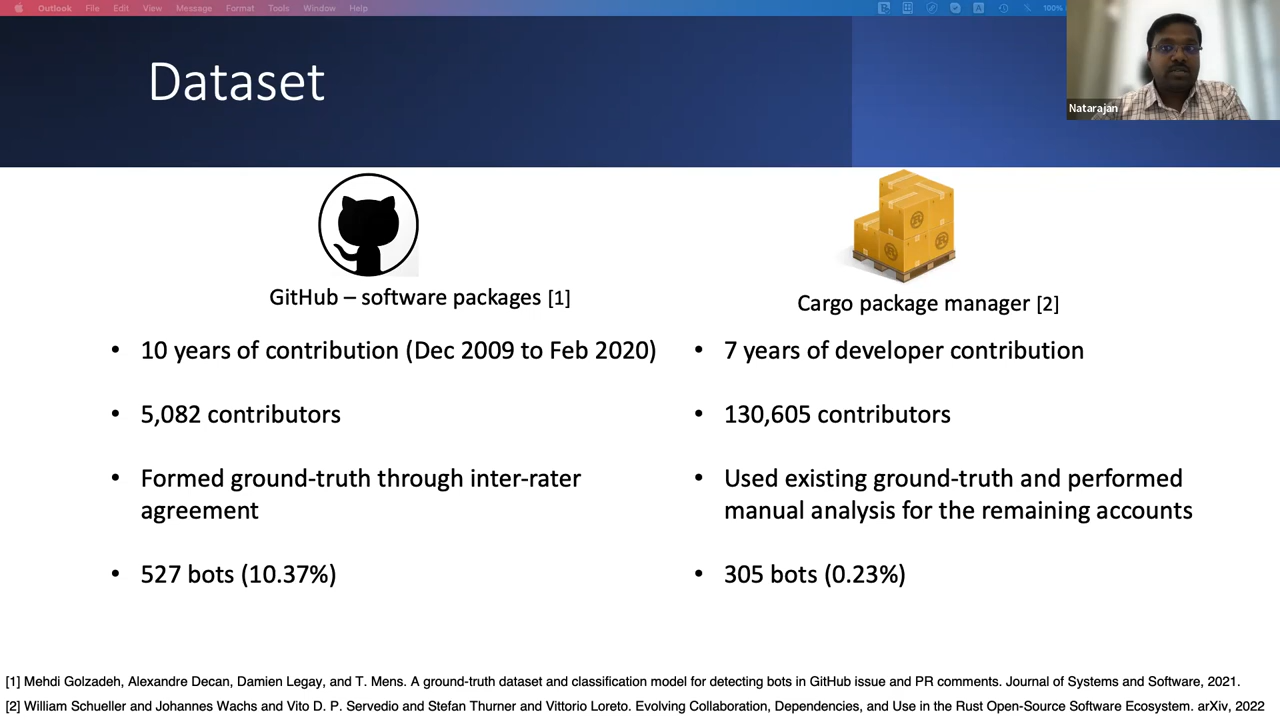 Outlook File Edit View Message Format Tools Window Help 100%
Dataset
Natarajan
GitHub – software packages [1]
• 10 years of contribution (Dec 2009 to Feb 2020)
• 5,082 contributors
• Formed ground-truth through inter-rater
agreement
• 527 bots (10.37%)
Cargo package manager [2]
• 7 years of developer contribution
• 130,605 contributors
• Used existing ground-truth and performed
manual analysis for the remaining accounts
• 305 bots (0.23%)
[1] Mehdi Golzadeh, Alexandre Decan, Damien Legay, and T. Mens. A ground-truth dataset and classification model for detecting bots in GitHub issue and PR comments. Journal of Systems and Software, 2021.
[2] William Schueller and Johannes Wachs and Vito D. P. Servedio and Stefan Thurner and Vittorio Loreto. Evolving Collaboration, Dependencies, and Use in the Rust Open-Source Software Ecosystem. arXiv, 2022